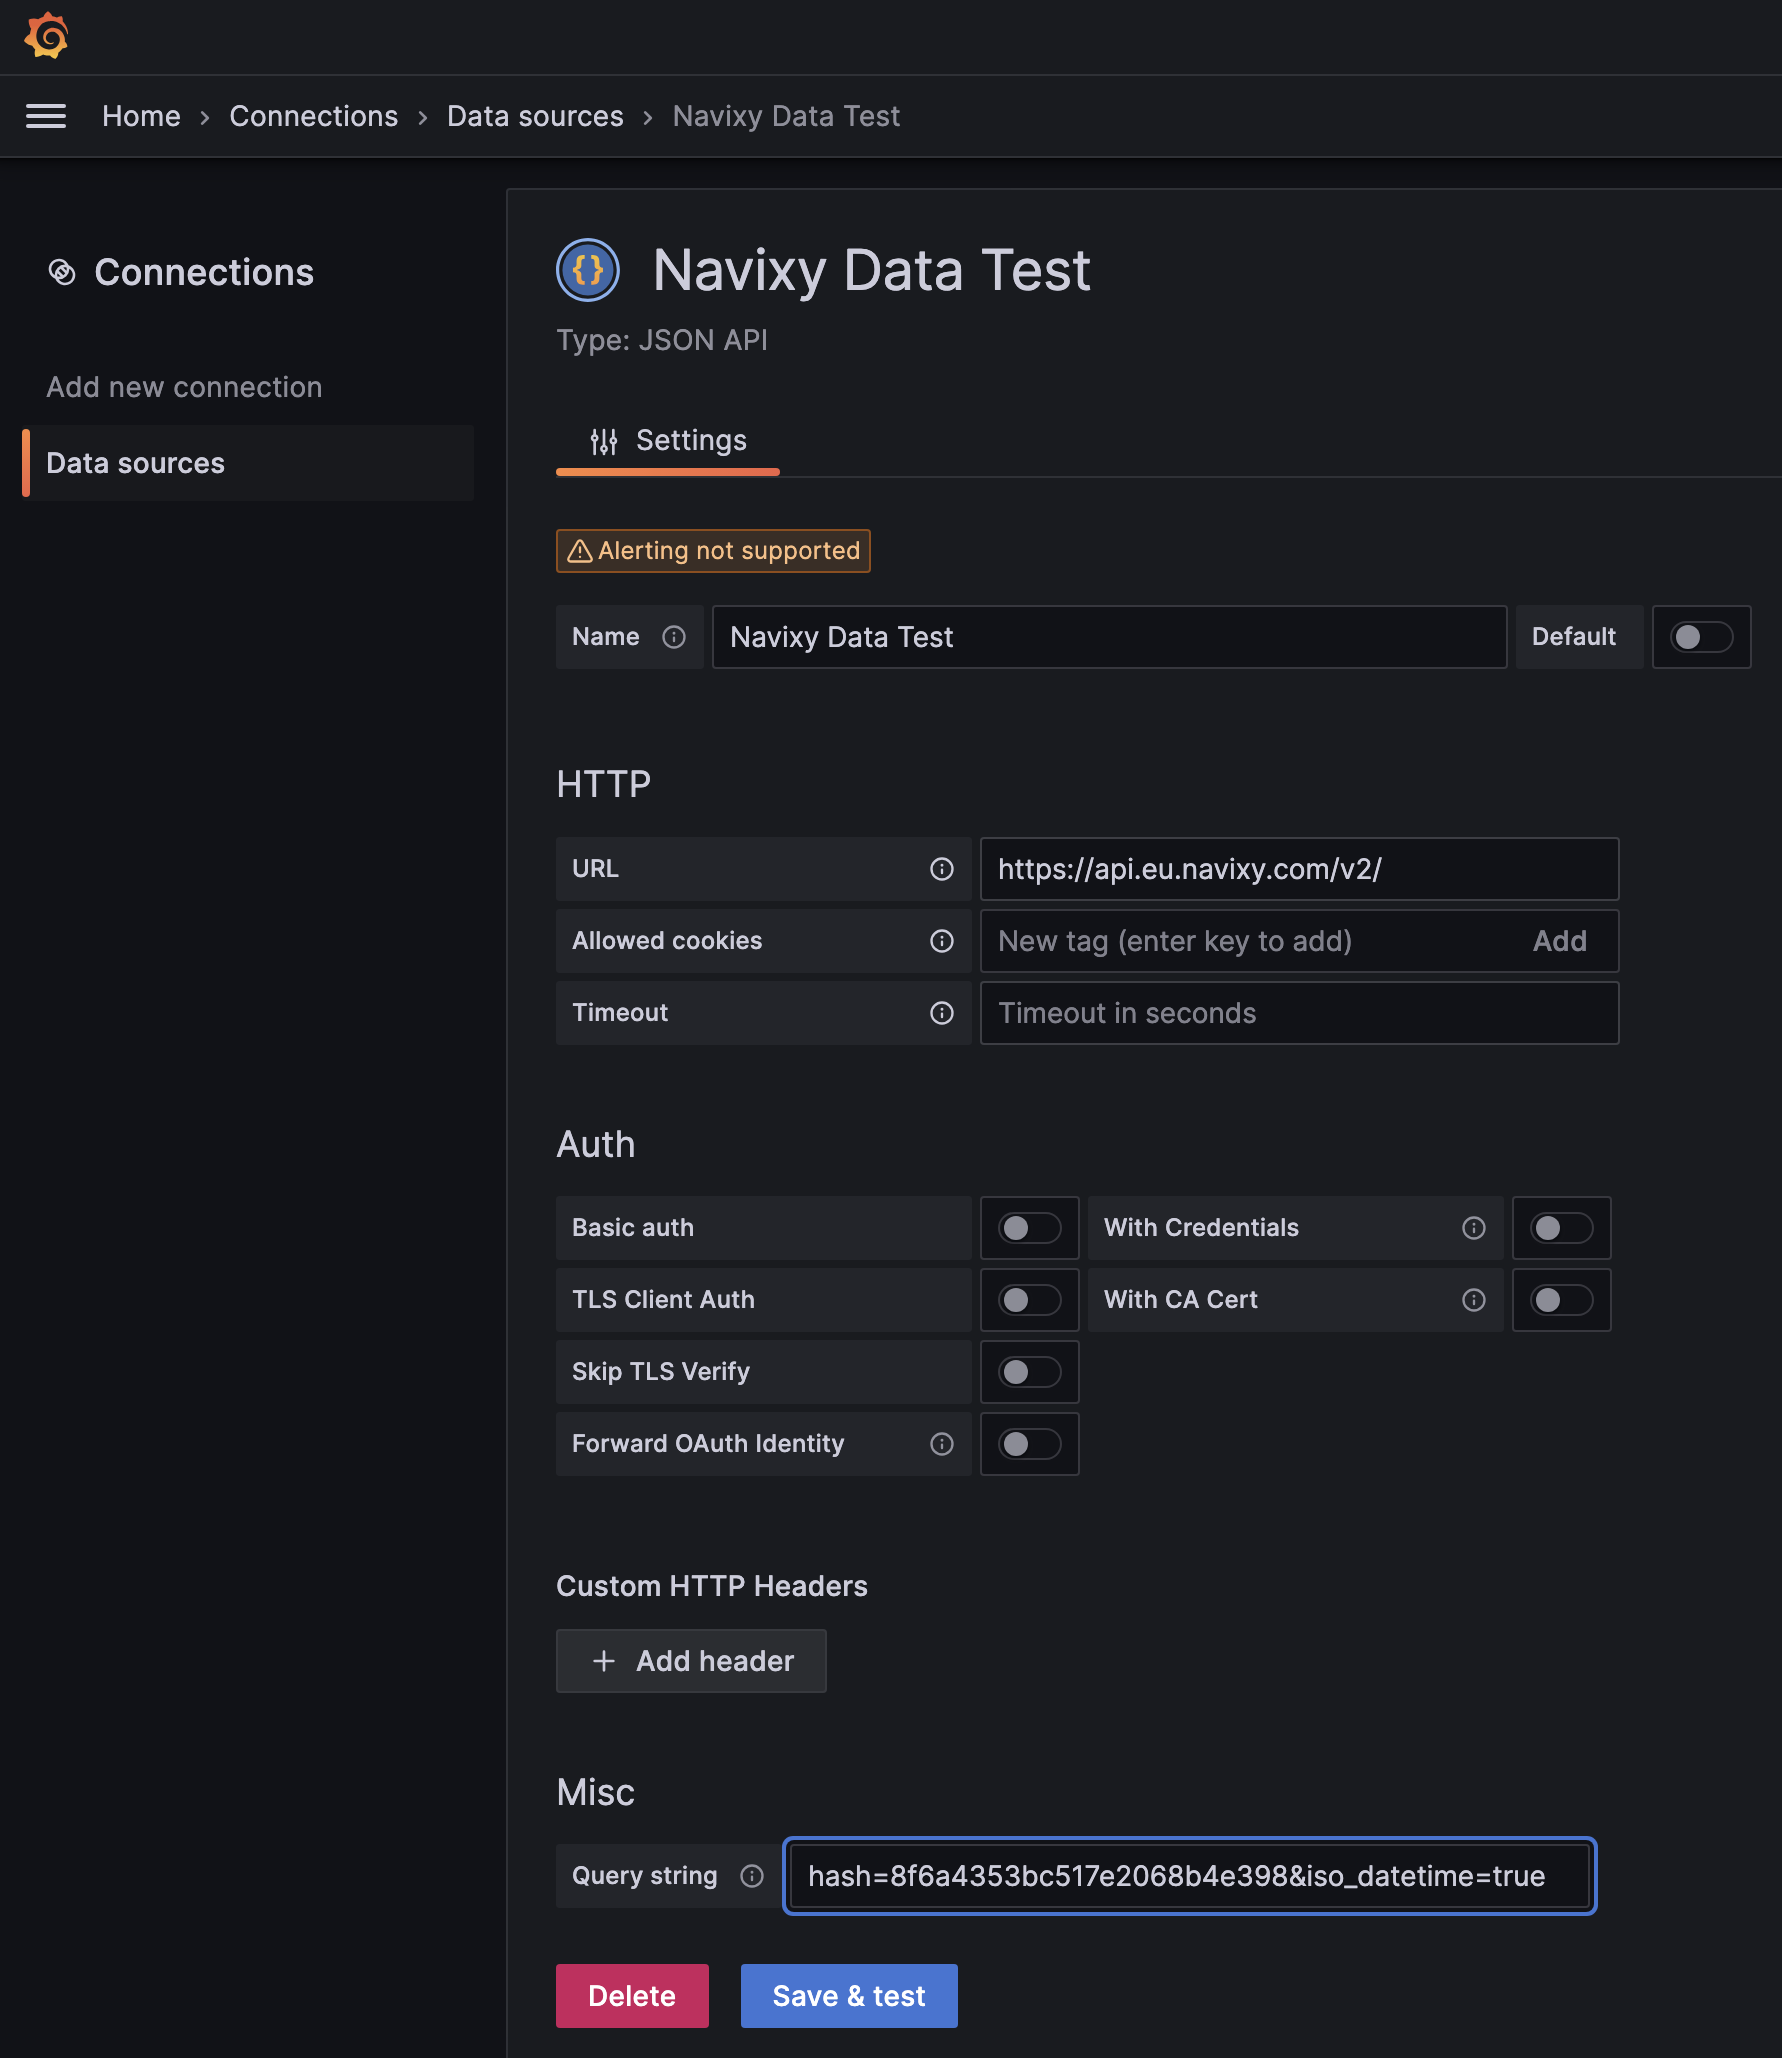 Home > Connections > Data sources > Navixy Data Test
Connections
Add new connection
Data sources
{} Navixy Data Test
Type: JSON API
Settings
Alerting not supported
Name Navixy Data Test Default
HTTP
URL https://api.eu.navixy.com/v2/
Allowed cookies New tag (enter key to add) Add
Timeout Timeout in seconds
Auth
Basic auth With Credentials
TLS Client Auth With CA Cert
Skip TLS Verify
Forward OAuth Identity
Custom HTTP Headers
+ Add header
Misc
Query string hash=8f6a4353bc517e2068b4e398&iso_datetime=true
Delete Save & test